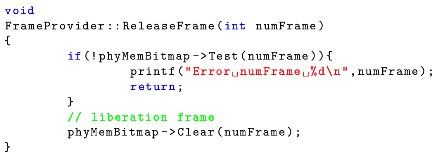 void
FrameProvider::ReleaseFrame(int numFrame)
{
        if(!phyMemBitmap->Test(numFrame)){
                printf("Error␣numFrame␣%d\n",numFrame);
                return;
        }
        // liberation frame
        phyMemBitmap->Clear(numFrame);
}